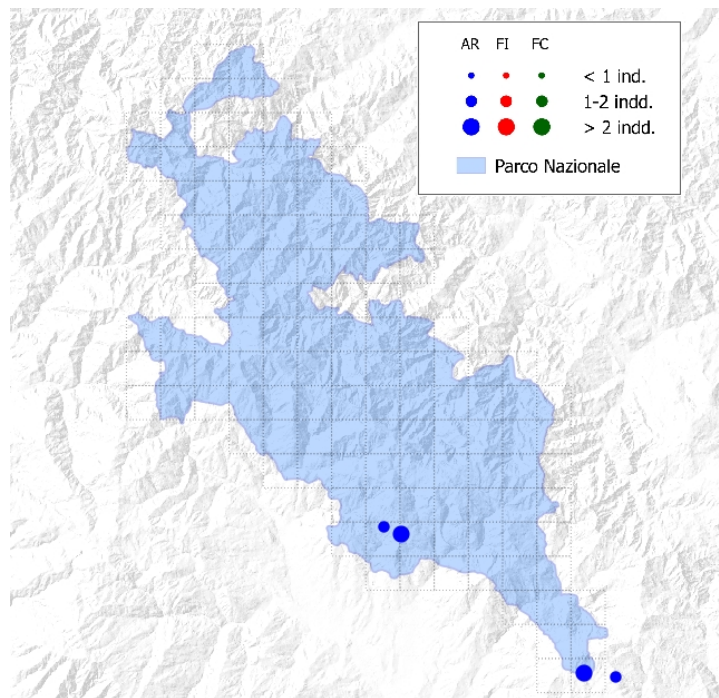 AR FI FC
< 1 ind.
1-2 indd.
> 2 indd.
Parco Nazionale